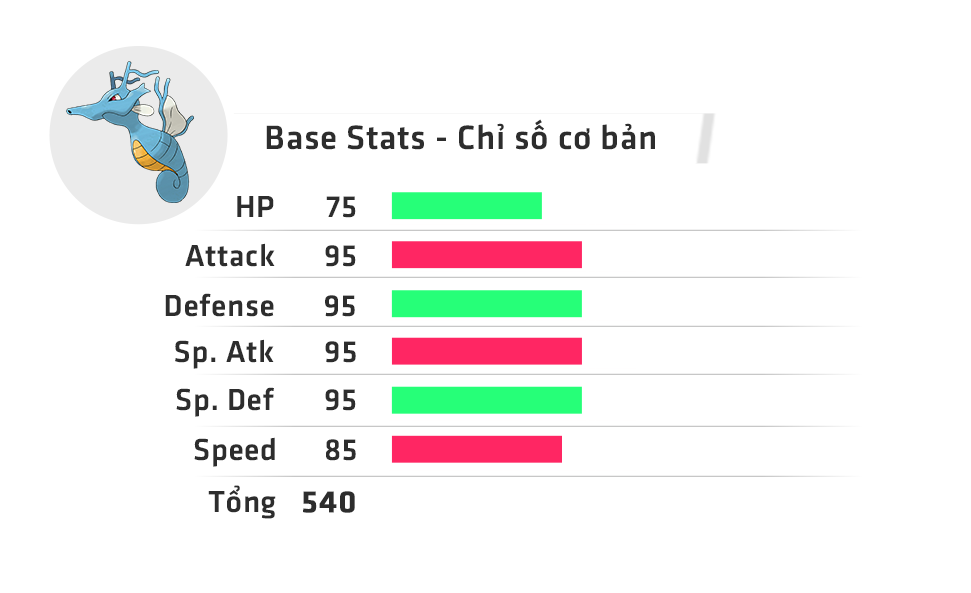 Base Stats - Chỉ số cơ bản
HP 75
Attack 95
Defense 95
Sp. Atk 95
Sp. Def 95
Speed 85
Tổng 540